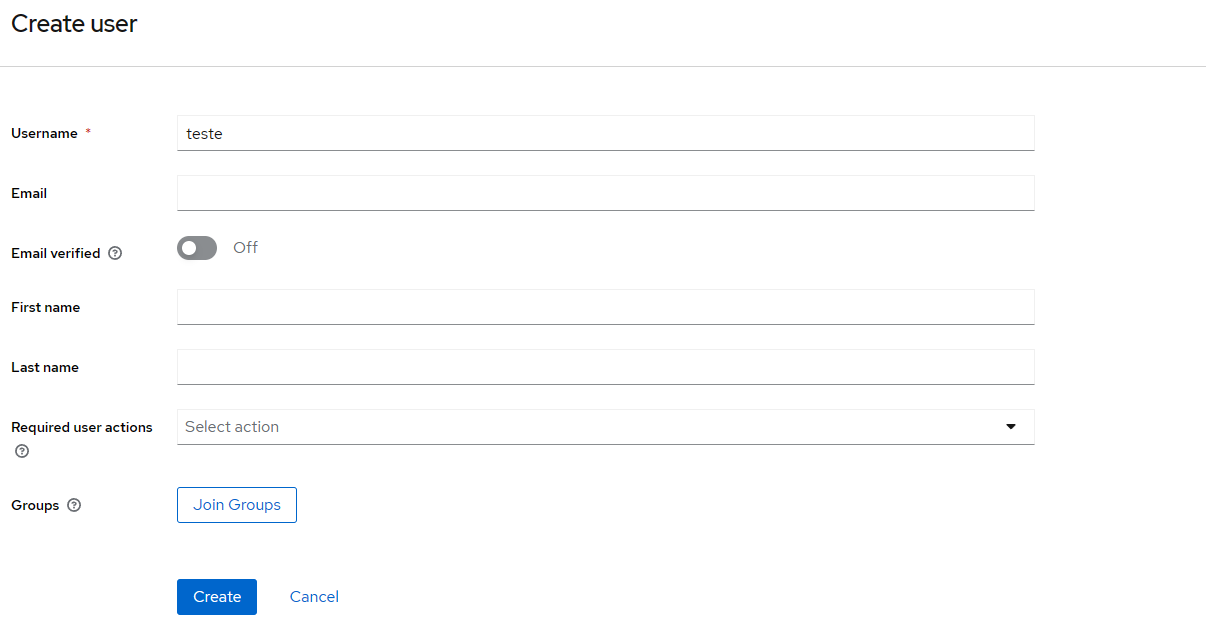 Create user
Username *
teste
Email
Email verified
Off
First name
Last name
Required user actions
Select action
Groups
Join Groups
Create
Cancel